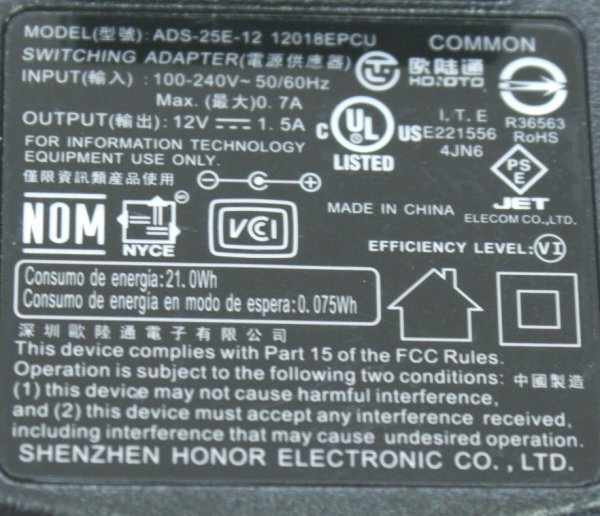 MODEL(型號): ADS-25E-12 12018EPCU COMMON
SWITCHING ADAPTER(電源供應器) 欧陆通
INPUT(輸入) : 100-240V~ 50/60Hz HONOTO
Max. (最大)0. 7A
OUTPUT(輸出): 12V⎓1. 5A
C UL US LISTED
I. T. E
E221556
4JN6
R36563
RoHS
FOR INFORMATION TECHNOLOGY
EQUIPMENT USE ONLY.
僅限資訊類産品使用
PS
E
JET
ELECOM CO.,LTD.
MADE IN CHINA
NOM
NYCE
VCI
EFFICIENCY LEVEL: VI
Consumo de energia:21.0Wh
Consumo de energía en modo de espera:0.075Wh
深圳歐陸通電子有限公司
This device complies with Part 15 of the FCC Rules.
Operation is subject to the following two conditions: 中國製造
(1) this device may not cause harmful interference,
and (2) this device must accept any interference received,
including interference that may cause undesired operation.
SHENZHEN HONOR ELECTRONIC CO., LTD.